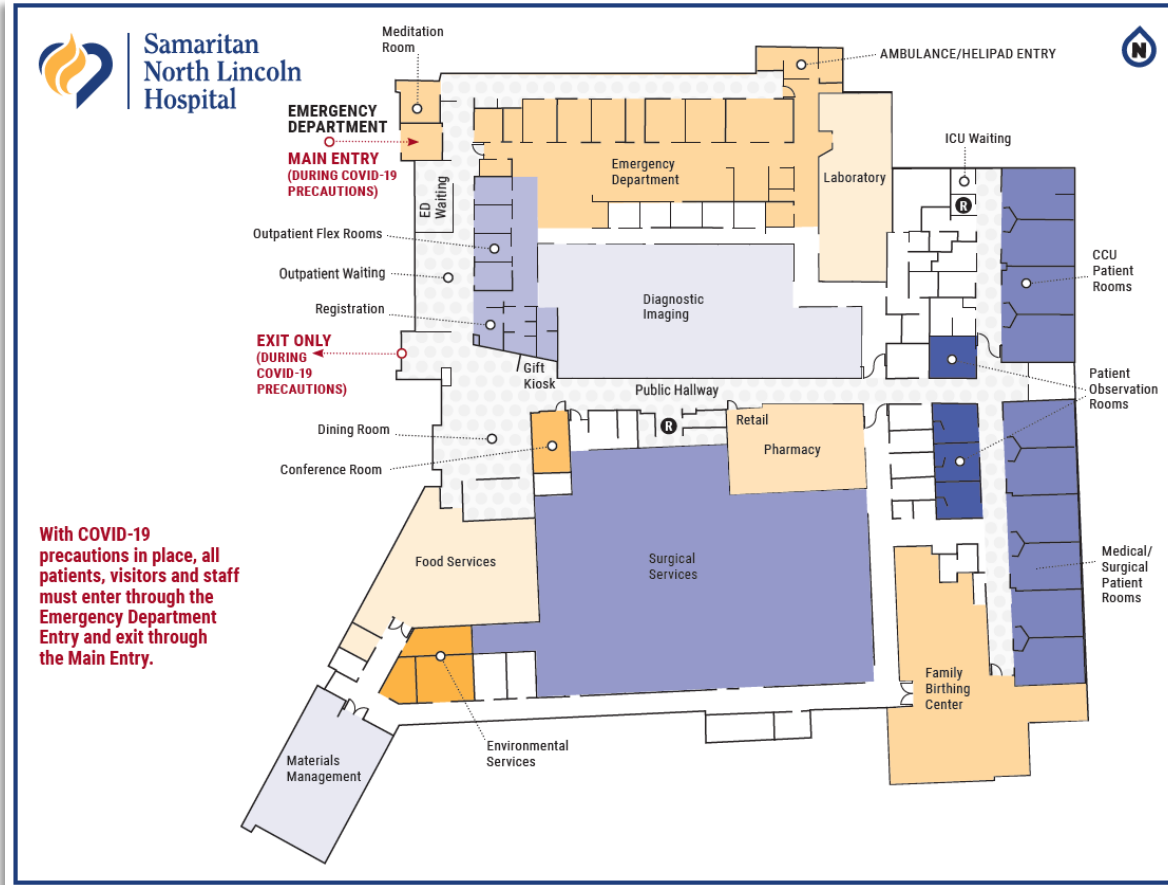 Samaritan
North Lincoln
Hospital
Meditation
Room
AMBULANCE/HELIPAD ENTRY
N
EMERGENCY
DEPARTMENT
MAIN ENTRY
(DURING COVID-19
PRECAUTIONS)
ED
Waiting
Emergency
Department
Laboratory
ICU Waiting
R
Outpatient Flex Rooms
Outpatient Waiting
Registration
CCU
Patient
Rooms
Diagnostic
Imaging
EXIT ONLY
(DURING
COVID-19
PRECAUTIONS)
Gift
Kiosk
Public Hallway
Patient
Observation
Rooms
Dining Room
Conference Room
R
Retail
Pharmacy
With COVID-19
precautions in place, all
patients, visitors and staff
must enter through the
Emergency Department
Entry and exit through
the Main Entry.
Food Services
Surgical
Services
Medical/
Surgical
Patient
Rooms
Family
Birthing
Center
Environmental
Services
Materials
Management